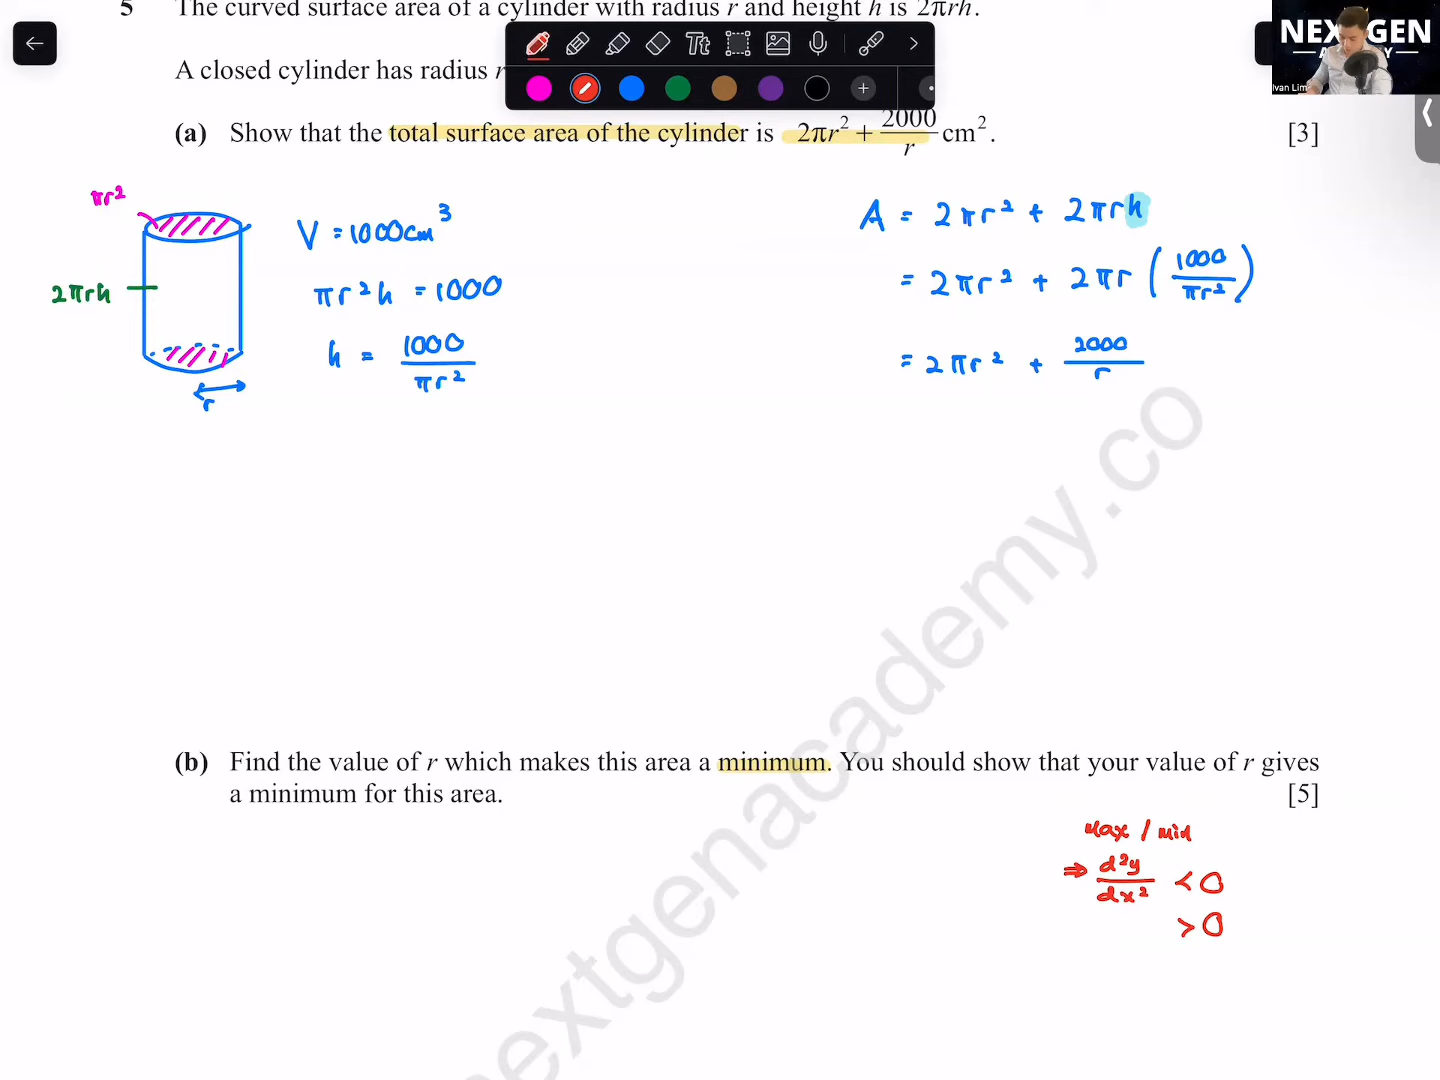 5 The curved surface area of a cylinder with radius r and height h is 2πrh.
A closed cylinder has radius r
(a) Show that the total surface area of the cylinder is 2πr² + 2000/r cm². [3]
πr²
2πrh
r
V = 1000cm³
πr²h = 1000
h = 1000/πr²
A = 2πr² + 2πrh
= 2πr² + 2πr (1000/πr²)
= 2πr² + 2000/r
(b) Find the value of r which makes this area a minimum. You should show that your value of r gives
a minimum for this area. [5]
Max / min
⇒ d²y/dx² < 0
> 0
nextgenacademy.co
Tt
NEXTGEN
Ivan Lim